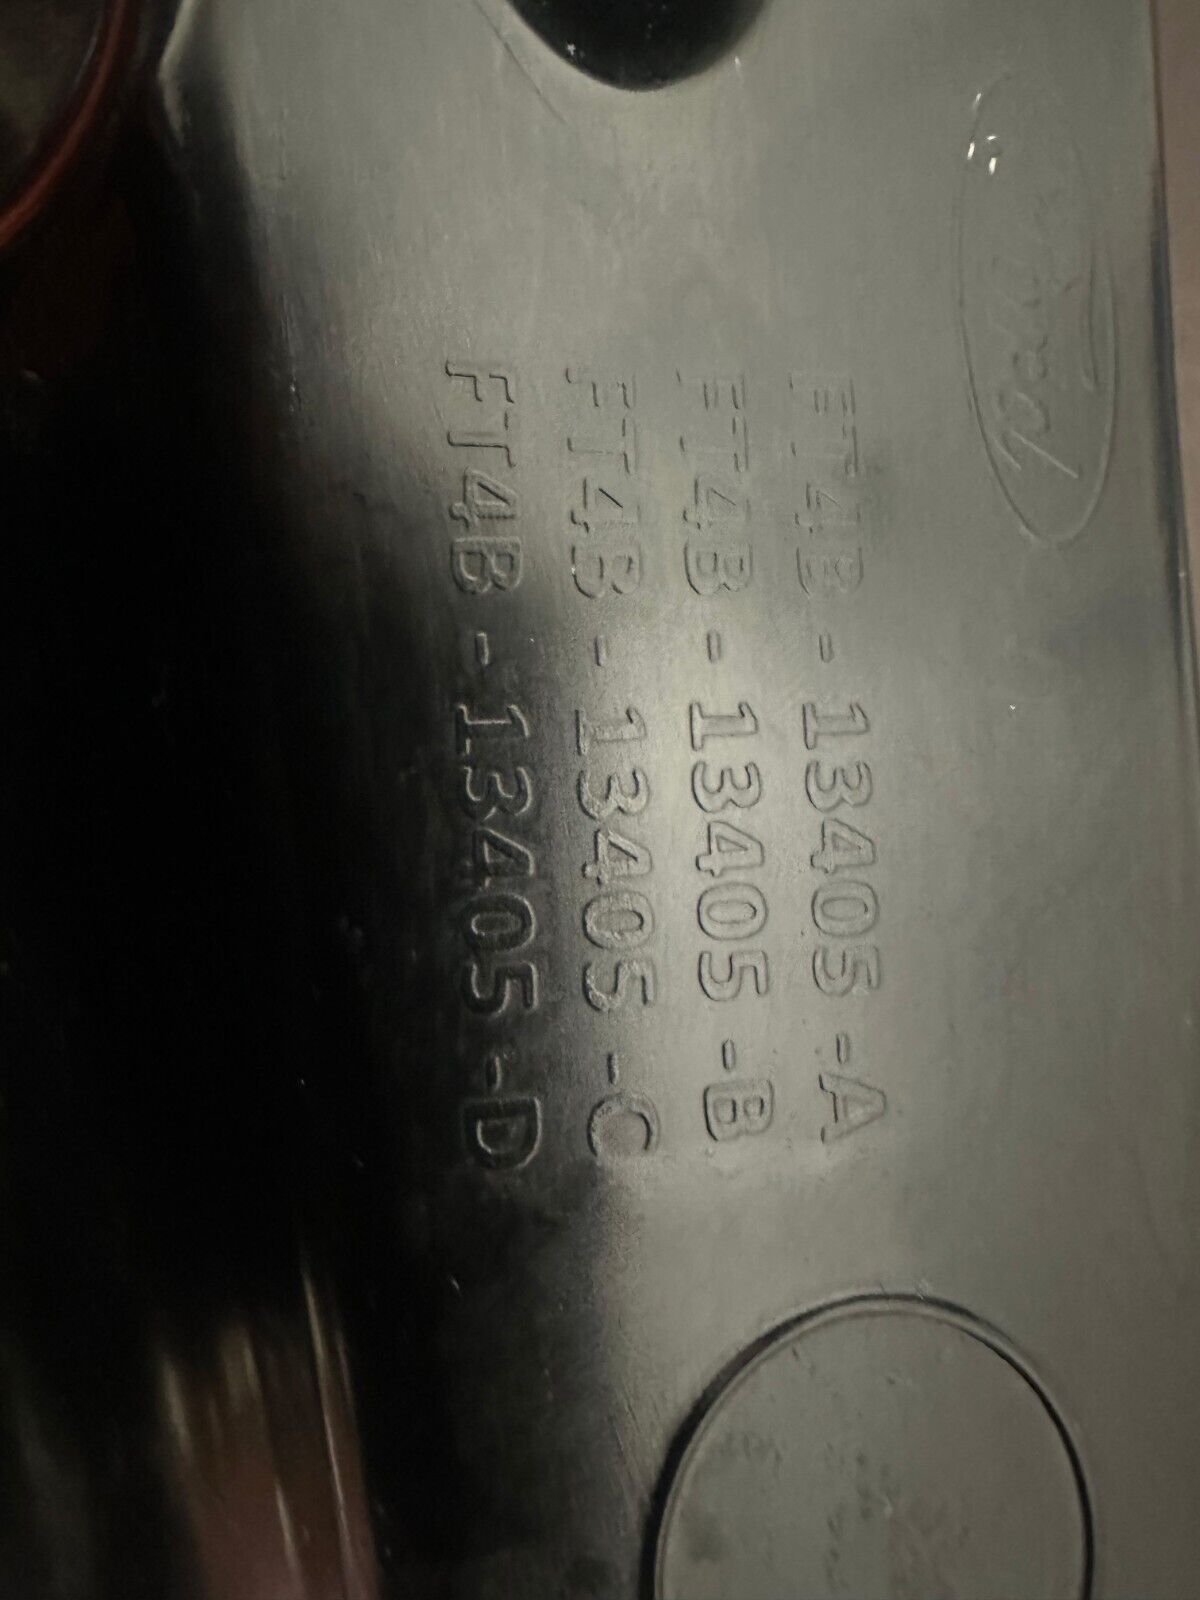 FT4B - 13405 - A
FT4B - 13405 - B
FT4B - 13405 - C
FT4B - 13405 - D